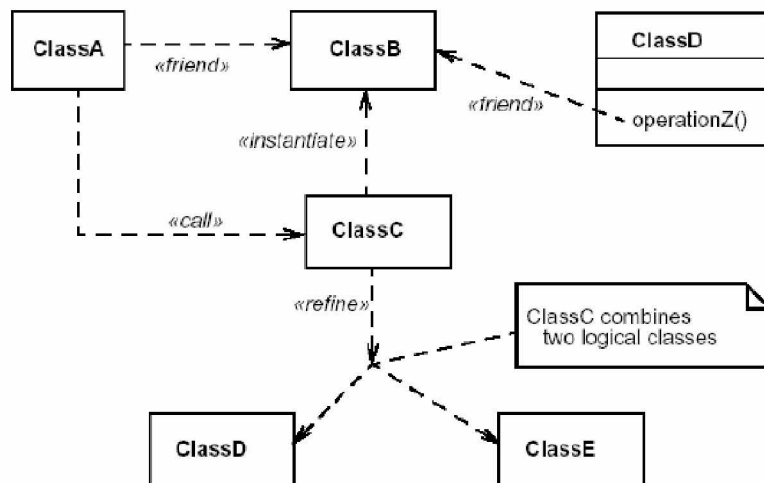 ClassA
«friend»
ClassB
ClassD
«friend»
operationZ()
«instantiate»
«call»
ClassC
«refine»
ClassC combines
two logical classes
ClassD
ClassE